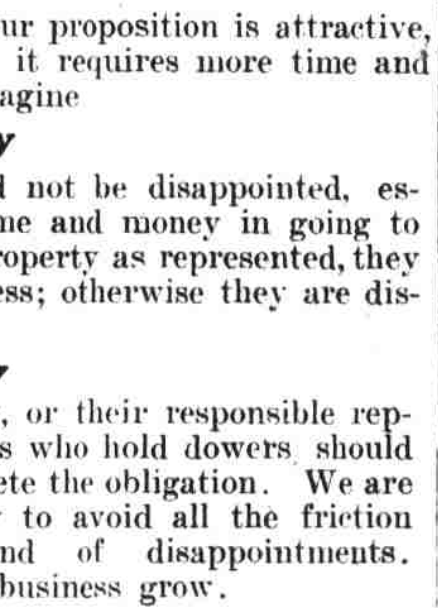 ur proposition is attractive,
it requires more time and
agine
y
not be disappointed, es-
me and money in going to
roperty as represented, they
ess; otherwise they are dis-
y
, or their responsible rep-
s who hold dowers should
ete the obligation. We are
to avoid all the friction
nd of disappointments.
business grow.